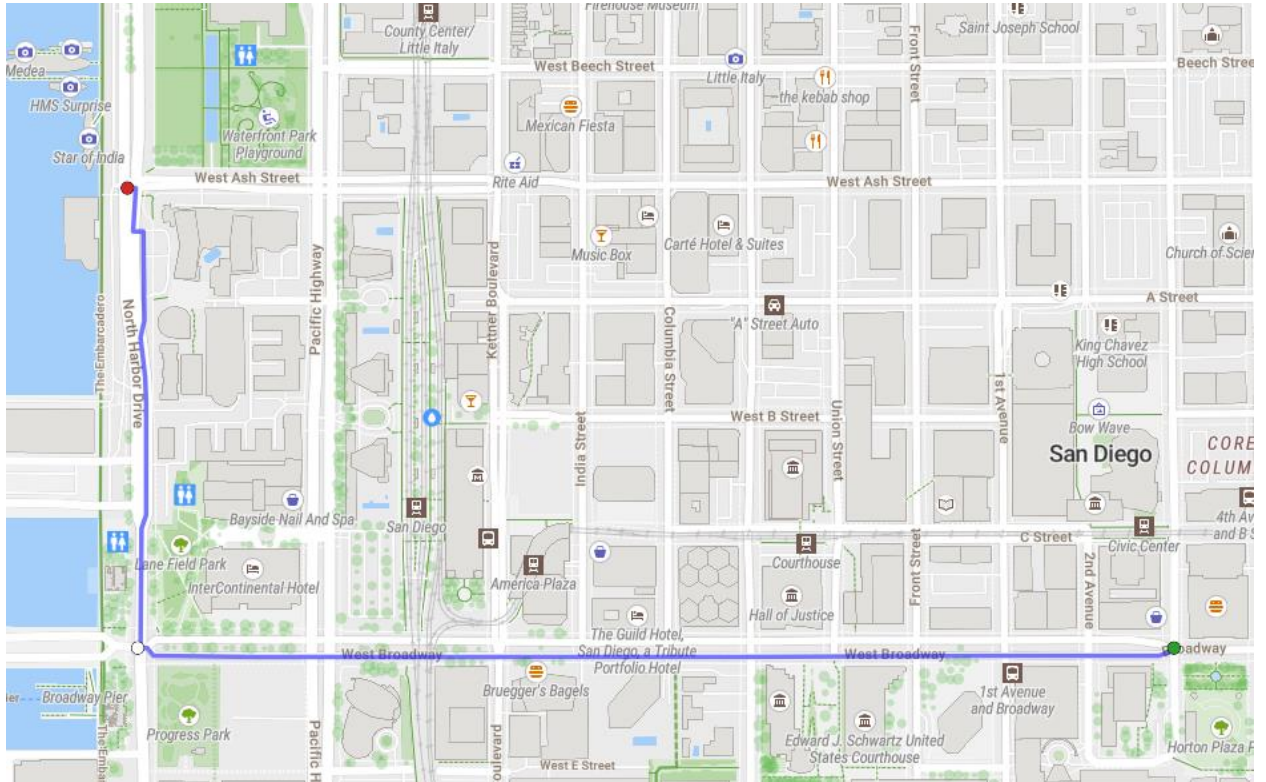 Firehouse Museum
County Center/
Little Italy
Saint Joseph School
Front Street
West Beech Street
Beech Stree
Medea
HMS Surprise
Little Italy
the kebab shop
Mexican Fiesta
Waterfront Park
Playground
Star of India
West Ash Street
Rite Aid
West Ash Street
Carté Hotel & Suites
Music Box
Church of Scien
Pacific Highway
Kettner Boulevard
The Embarcadero
North Harbor Drive
A Street
"A" Street Auto
Columbia Street
King Chavez
High School
1st Avenue
West B Street
Union Street
Bow Wave
India Street
San Diego
CORE
COLUM
Bayside Nail And Spa
San Diego
4th Av
and B S
C Street
Civic Center
Lane Field Park
InterContinental Hotel
America Plaza
Courthouse
Front Street
2nd Avenue
Hall of Justice
The Guild Hotel,
San Diego, a Tribute
Portfolio Hotel
West Broadway
West Broadway
roadway
Bruegger's Bagels
Broadway Pier
ier
1st Avenue
and Broadway
Progress Park
The Emba
Pacific H
oulevard
Edward J. Schwartz United
States Courthouse
Horton Plaza P
West E Street